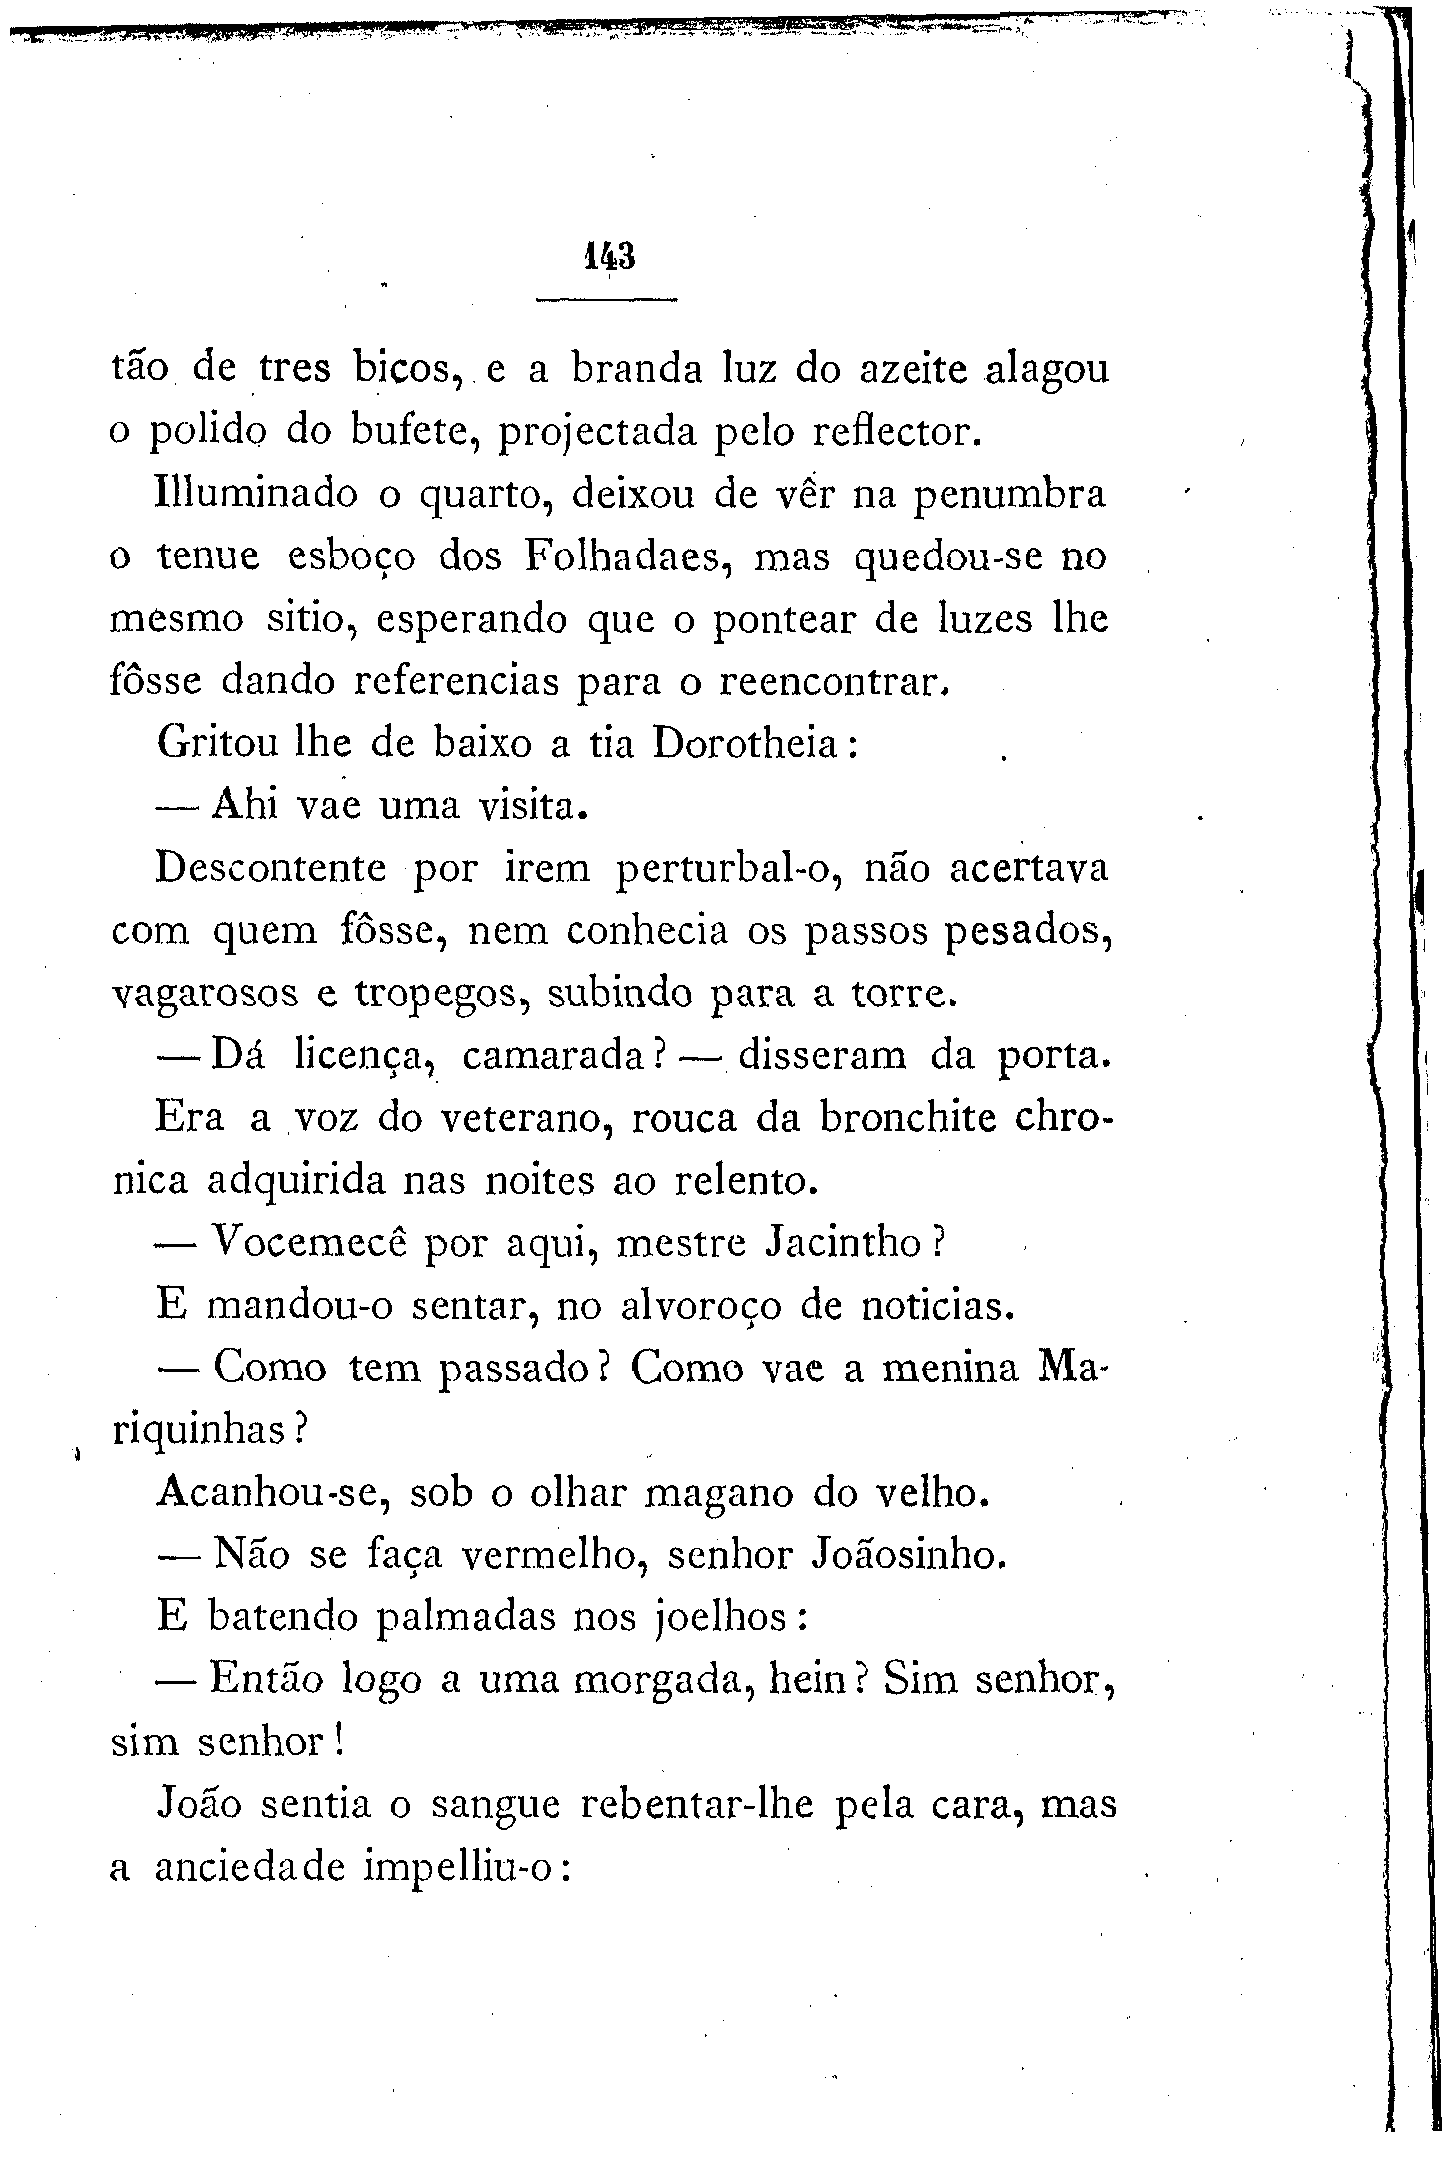 143
tão de tres bicos, e a branda luz do azeite alagou
o polido do bufete, projectada pelo reflector.
Illuminado o quarto, deixou de vêr na penumbra
o tenue esboço dos Folhadaes, mas quedou-se no
mesmo sitio, esperando que o pontear de luzes lhe
fôsse dando referencias para o reencontrar.
Gritou lhe de baixo a tia Dorotheia:
— Ahi vae uma visita.
Descontente por irem perturbal-o, não acertava
com quem fôsse, nem conhecia os passos pesados,
vagarosos e tropegos, subindo para a torre.
— Dá licença, camarada? — disseram da porta.
Era a voz do veterano, rouca da bronchite chro-
nica adquirida nas noites ao relento.
— Vocemecê por aqui, mestre Jacintho?
E mandou-o sentar, no alvoroço de noticias.
— Como tem passado? Como vae a menina Ma-
riquinhas?
Acanhou-se, sob o olhar magano do velho.
— Não se faça vermelho, senhor Joãosinho.
E batendo palmadas nos joelhos:
— Então logo a uma morgada, hein? Sim senhor,
sim senhor!
João sentia o sangue rebentar-lhe pela cara, mas
a anciedade impelliu-o: